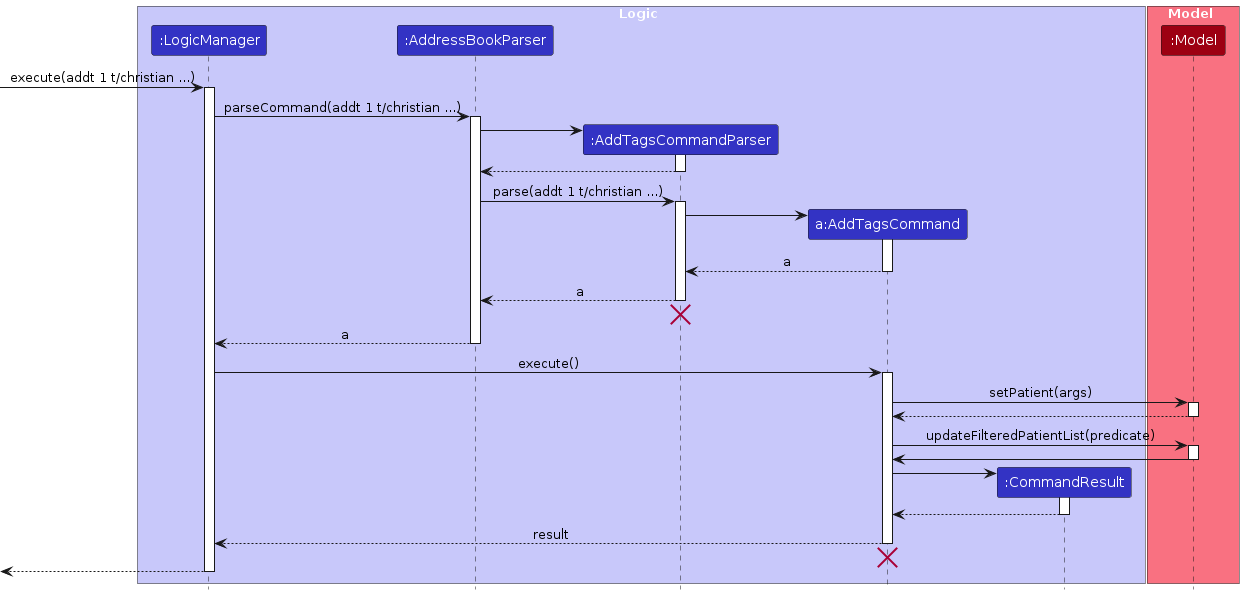 Logic
Model
:LogicManager
:AddressBookParser
:Model
execute(addt 1 t/christian ...)
parseCommand(addt 1 t/christian ...)
:AddTagsCommandParser
parse(addt 1 t/christian ...)
a:AddTagsCommand
a
a
a
execute()
setPatient(args)
updateFilteredPatientList(predicate)
:CommandResult
result